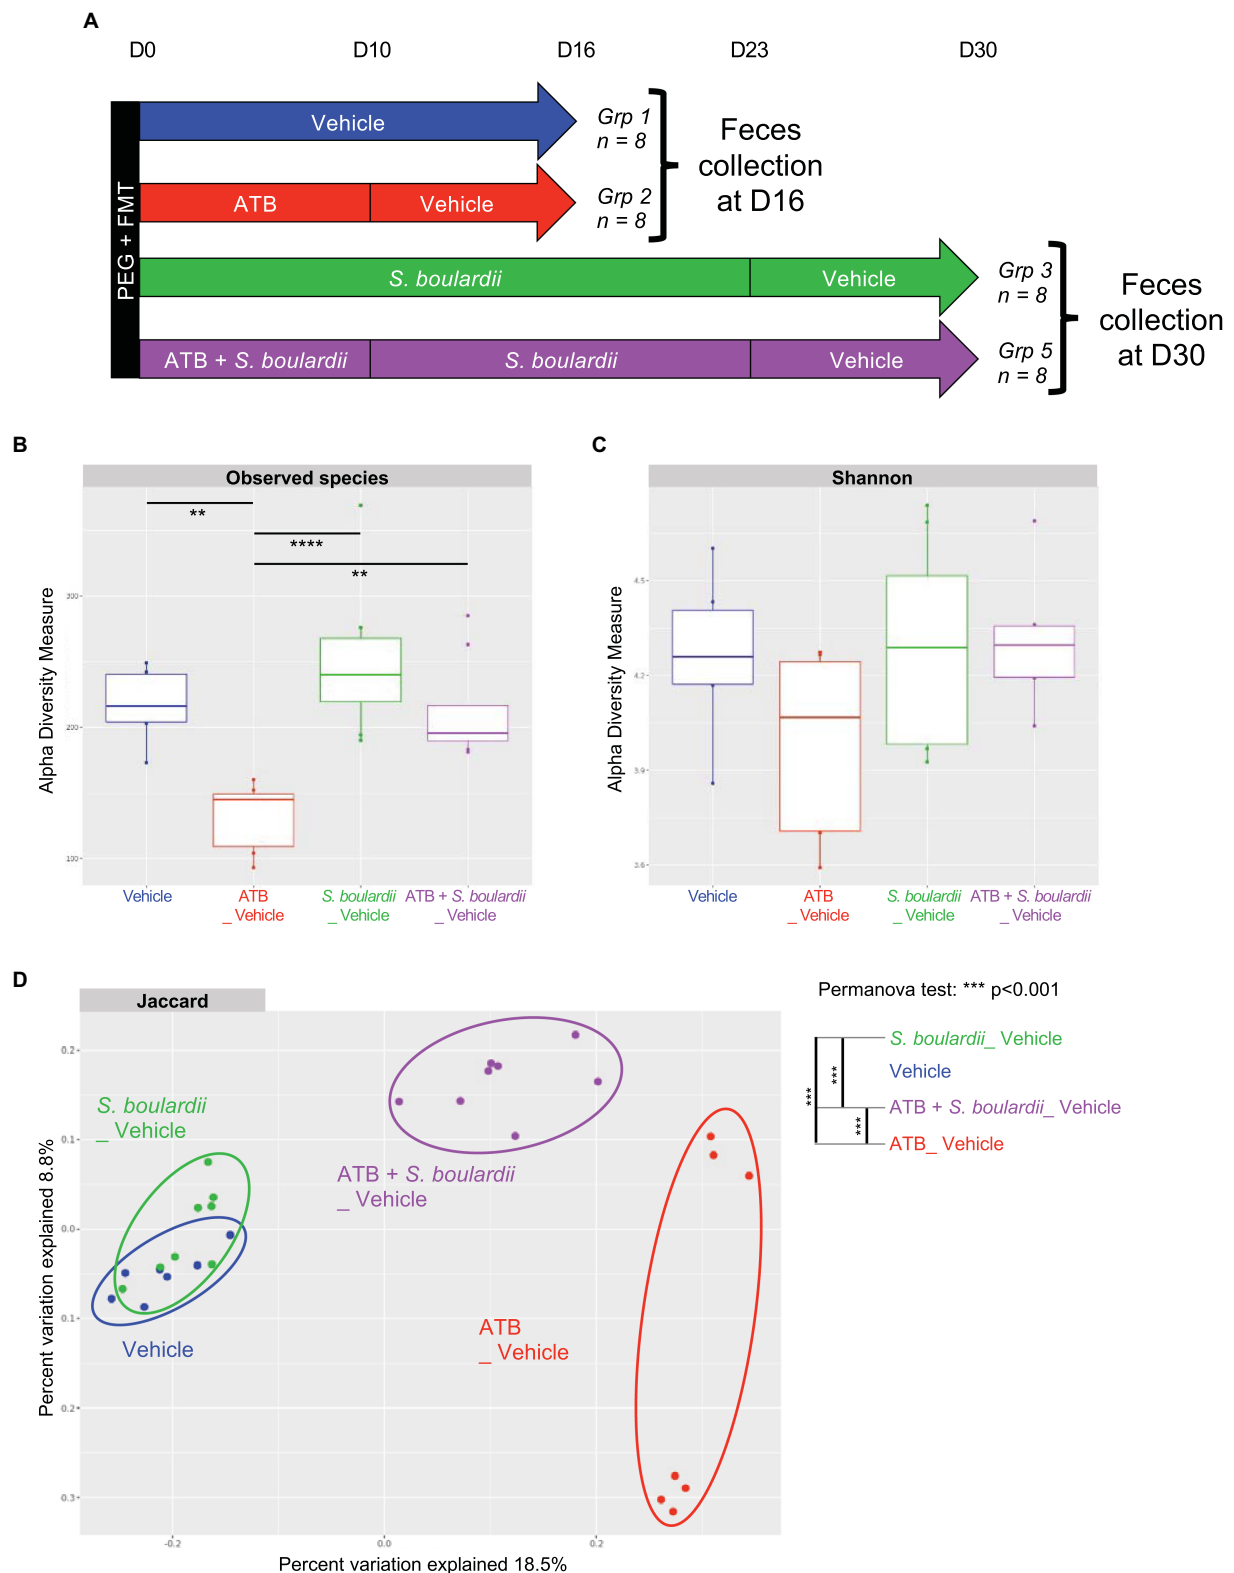 A
D0 D10 D16 D23 D30
PEG + FMT
Vehicle
Grp 1
n = 8
ATB Vehicle
Grp 2
n = 8
Feces
collection
at D16
S. boulardii Vehicle
Grp 3
n = 8
ATB + S. boulardii S. boulardii Vehicle
Grp 5
n = 8
Feces
collection
at D30
B
Observed species
Alpha Diversity Measure
300
200
100
**
****
**
Vehicle
ATB
_ Vehicle
S. boulardii
_ Vehicle
ATB + S. boulardii
_ Vehicle
C
Shannon
Alpha Diversity Measure
4.5
4.2
3.9
3.6
Vehicle
ATB
_ Vehicle
S. boulardii
_ Vehicle
ATB + S. boulardii
_ Vehicle
D
Jaccard
Percent variation explained 8.8%
0.2
0.1
0.0
0.1
0.2
0.3
S. boulardii
_ Vehicle
Vehicle
ATB + S. boulardii
_ Vehicle
ATB
_ Vehicle
-0.2 0.0 0.2
Percent variation explained 18.5%
Permanova test: *** p<0.001
S. boulardii_ Vehicle
Vehicle
ATB + S. boulardii_ Vehicle
ATB_ Vehicle
***
***
***